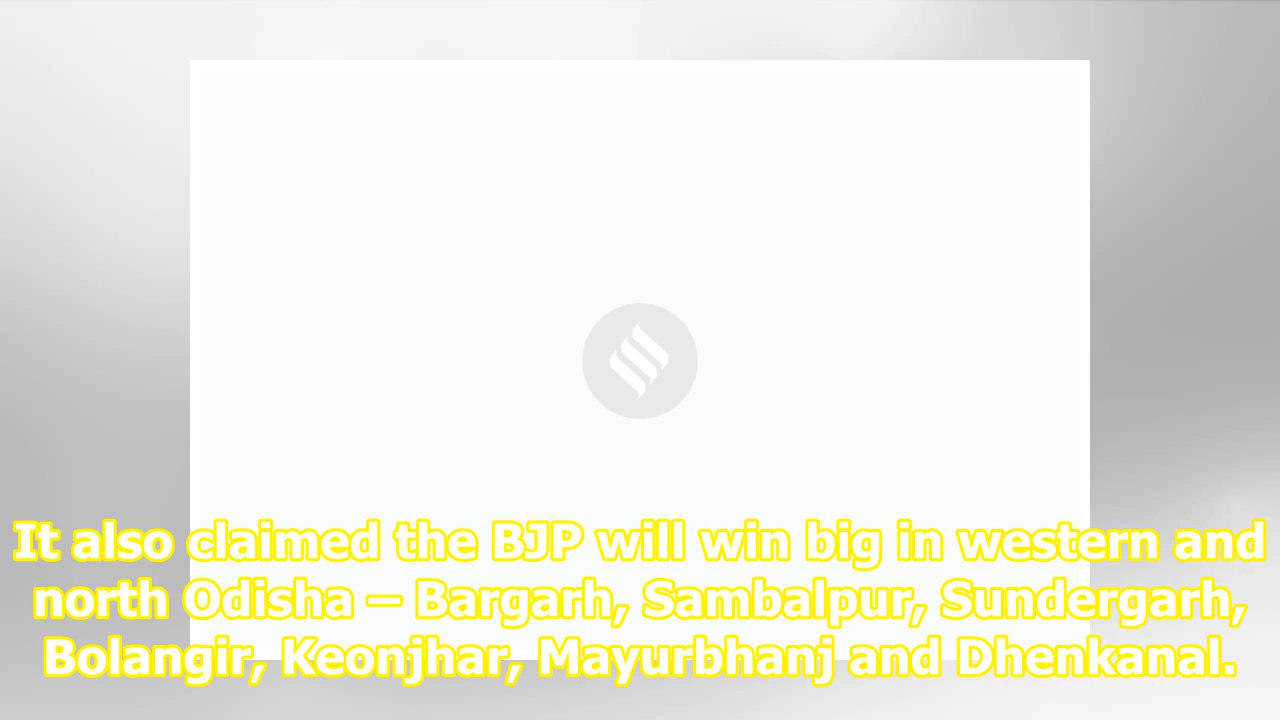 It also claimed the BJP will win big in western and
north Odisha – Bargarh, Sambalpur, Sundergarh,
Bolangir, Keonjhar, Mayurbhanj and Dhenkanal.